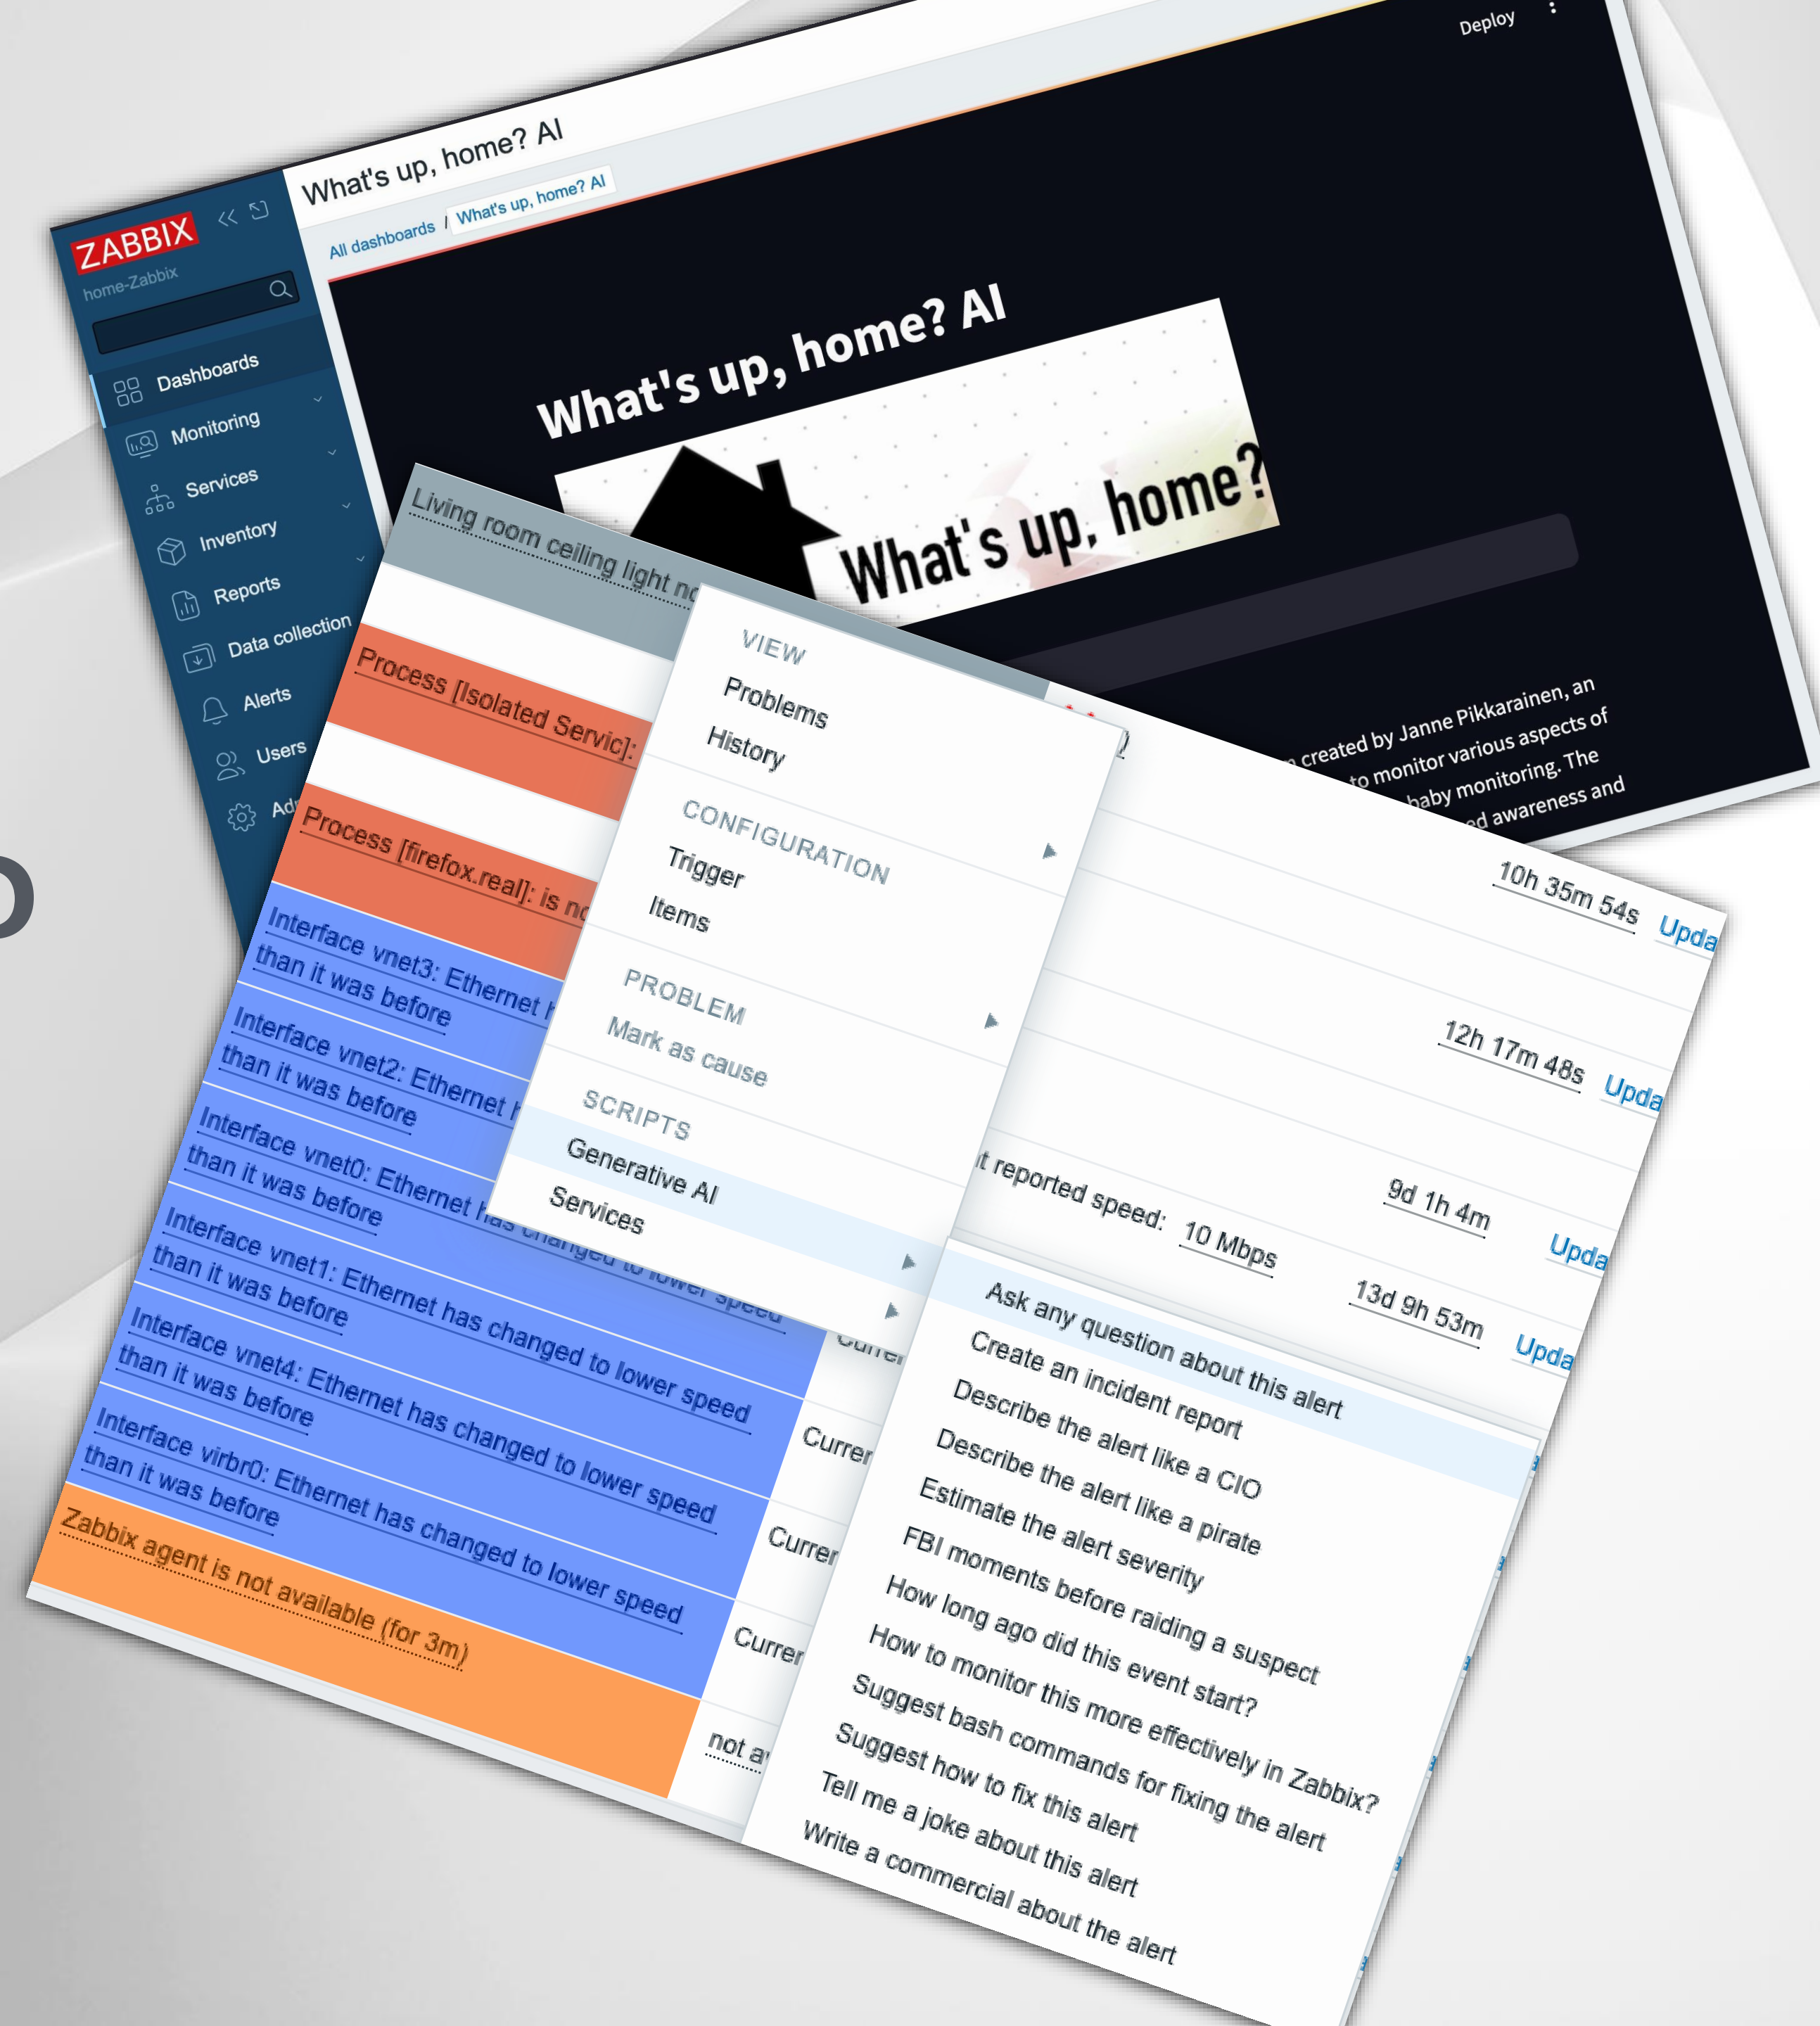 Deploy
What's up, home? AI
ZABBIX
home-Zabbix
All dashboards / What's up, home? AI
Dashboards
Monitoring
Services
Inventory
Reports
Data collection
Alerts
Users
What's up, home? AI
What's up, home?
created by Janne Pikkarainen, an
to monitor various aspects of
baby monitoring. The
awareness and
Living room ceiling light
Process [Isolated Servic]:
Process [firefox.real]: is
Interface vnet3: Ethernet
than it was before
Interface vnet2: Ethernet
than it was before
Interface vnet0: Ethernet has changed to lower speed
than it was before
Interface vnet1: Ethernet has changed to lower speed
than it was before
Interface vnet4: Ethernet has changed to lower speed
than it was before
Interface virbr0: Ethernet has changed to lower speed
than it was before
Zabbix agent is not available (for 3m)
VIEW
Problems
History
CONFIGURATION
Trigger
Items
PROBLEM
Mark as cause
SCRIPTS
Generative AI
Services
10h 35m 54s Upda
12h 17m 48s Upda
9d 1h 4m Upda
reported speed: 10 Mbps
13d 9h 53m Upda
Curren
Curren
Curren
not
Ask any question about this alert
Create an incident report
Describe the alert like a CIO
Describe the alert like a pirate
Estimate the alert severity
FBI moments before raiding a suspect
How long ago did this event start?
How to monitor this more effectively in Zabbix?
Suggest bash commands for fixing the alert
Suggest how to fix this alert
Tell me a joke about this alert
Write a commercial about the alert